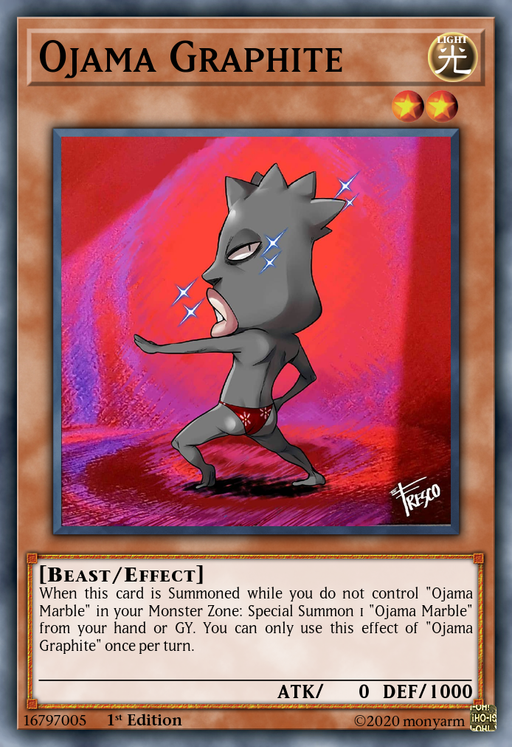 OJAMA GRAPHITE
LIGHT
光
FRESCO
[BEAST/EFFECT]
When this card is Summoned while you do not control "Ojama
Marble" in your Monster Zone: Special Summon 1 "Ojama Marble"
from your hand or GY. You can only use this effect of "Ojama
Graphite" once per turn.
ATK/ 0 DEF/1000
16797005 1st Edition ©2020 monyarm